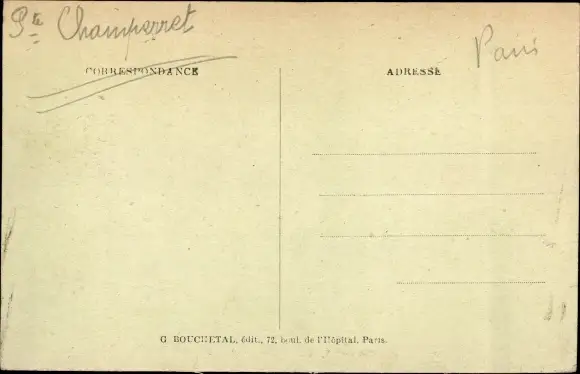 Pte Champerret
Paris
CORRESPONDANCE
ADRESSE
G BOUCHETAL, édit., 72, boul. de l'Hôpital, Paris.